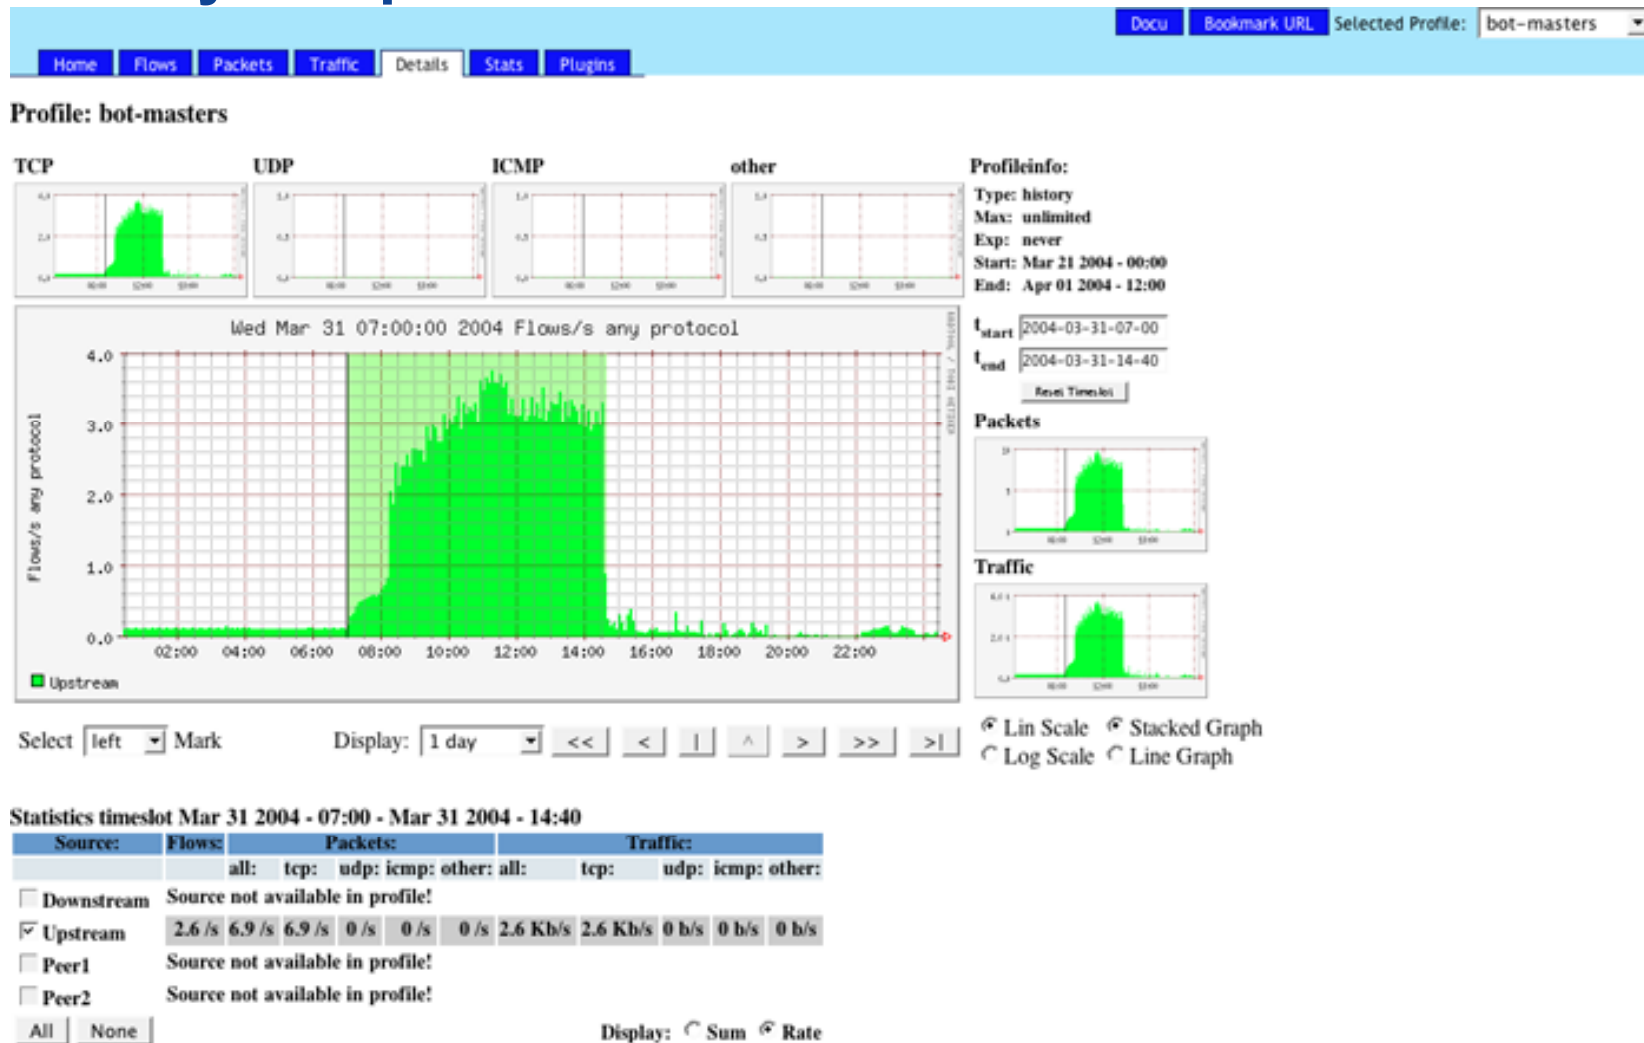 Docu Bookmark URL Selected Profile: bot-masters
Home Flows Packets Traffic Details Stats Plugins
Profile: bot-masters
TCP UDP ICMP other Profileinfo:
Type: history
Max: unlimited
Exp: never
Start: Mar 21 2004 - 00:00
End: Apr 01 2004 - 12:00
Wed Mar 31 07:00:00 2004 Flows/s any protocol
tstart 2004-03-31-07-00
tend 2004-03-31-14-40
Reset Timeslot
Packets
Traffic
Flows/s any protocol
4.0
3.0
2.0
1.0
0.0
02:00 04:00 06:00 08:00 10:00 12:00 14:00 16:00 18:00 20:00 22:00
Upstream
Select left Mark Display: 1 day << < | ^ > >> >|
Lin Scale Stacked Graph
Log Scale Line Graph
Statistics timeslot Mar 31 2004 - 07:00 - Mar 31 2004 - 14:40
Source: Flows: Packets: Traffic:
all: tcp: udp: icmp: other: all: tcp: udp: icmp: other:
Downstream Source not available in profile!
Upstream 2.6 /s 6.9 /s 6.9 /s 0 /s 0 /s 0 /s 2.6 Kb/s 2.6 Kb/s 0 b/s 0 b/s 0 b/s
Peer1 Source not available in profile!
Peer2 Source not available in profile!
All None Display: Sum Rate